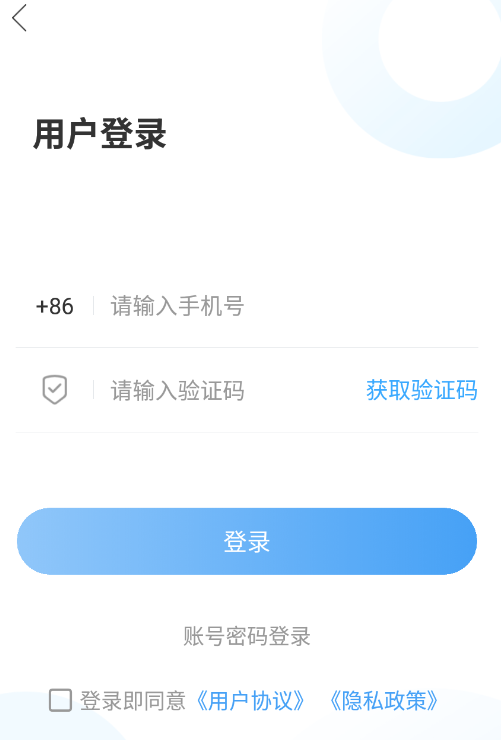 用户登录
+86 请输入手机号
请输入验证码 获取验证码
登录
账号密码登录
登录即同意《用户协议》《隐私政策》